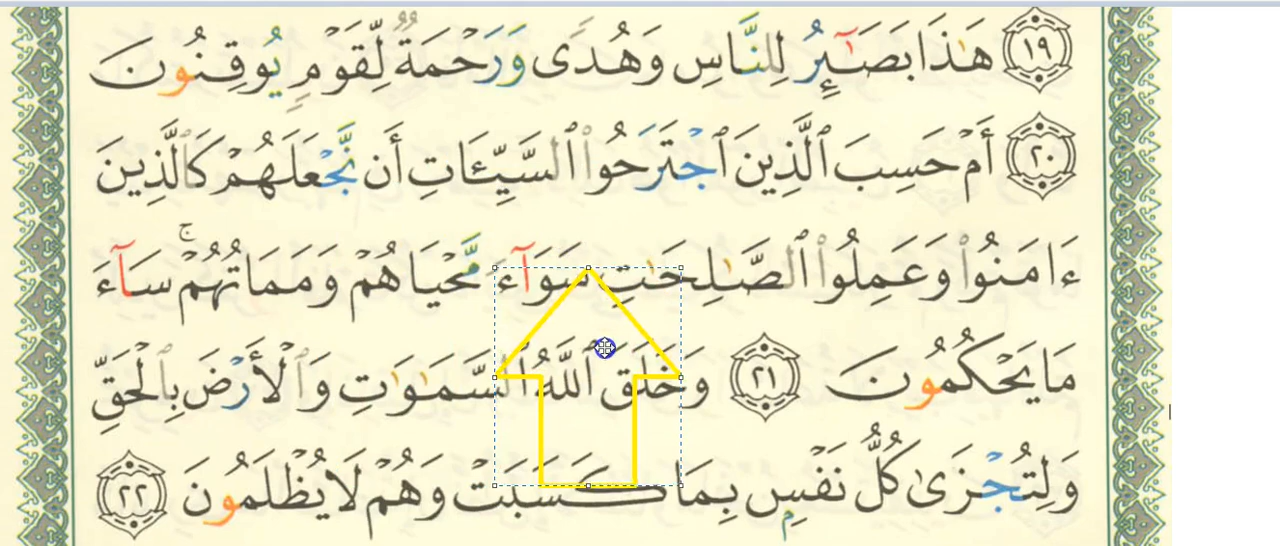 ١٩ هَٰذَا بَصَٰٓئِرُ لِلنَّاسِ وَهُدًى وَرَحْمَةٌ لِّقَوْمٍ يُوقِنُونَ
٢٠ أَمْ حَسِبَ ٱلَّذِينَ ٱجْتَرَحُوا۟ ٱلسَّيِّـَٔاتِ أَن نَّجْعَلَهُمْ كَٱلَّذِينَ
ءَامَنُوا۟ وَعَمِلُوا۟ ٱلصَّٰلِحَٰتِ سَوَآءً مَّحْيَاهُمْ وَمَمَاتُهُمْ ۚ سَآءَ
مَا يَحْكُمُونَ ٢١ وَخَلَقَ ٱللَّهُ ٱلسَّمَٰوَٰتِ وَٱلْأَرْضَ بِٱلْحَقِّ
وَلِتُجْزَىٰ كُلُّ نَفْسٍۭ بِمَا كَسَبَتْ وَهُمْ لَا يُظْلَمُونَ ٢٢